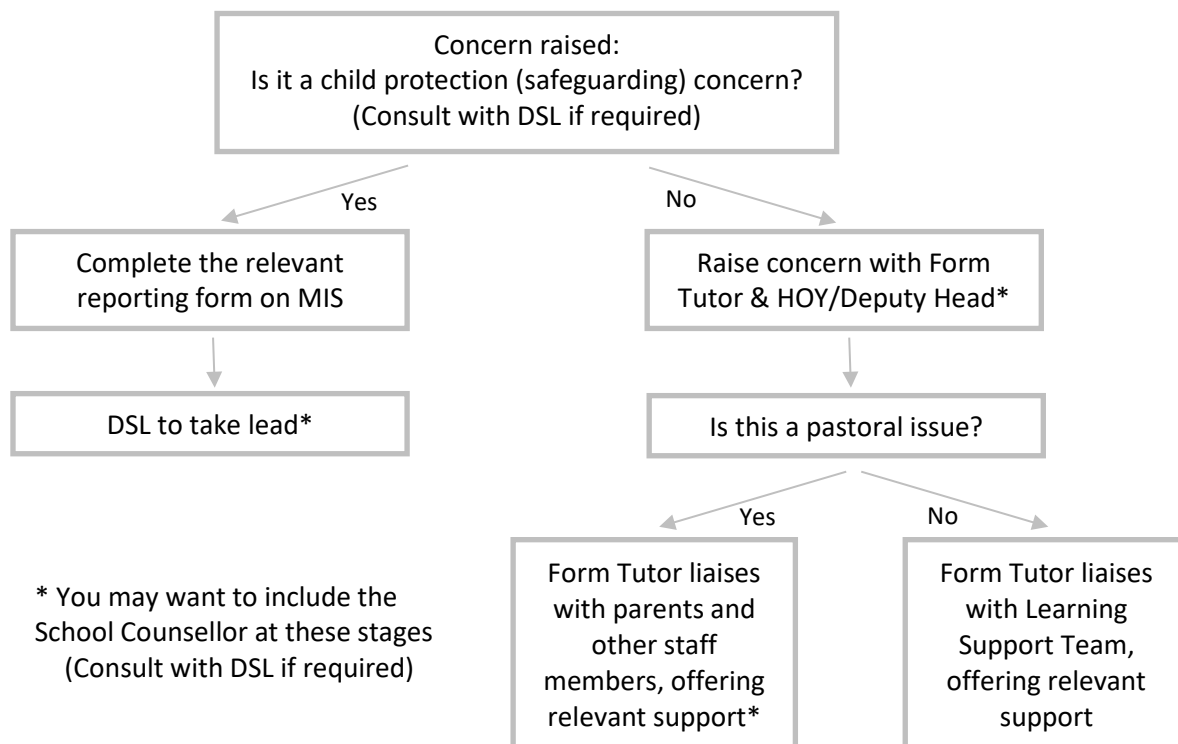 Concern raised:
Is it a child protection (safeguarding) concern?
(Consult with DSL if required)
Yes
No
Complete the relevant
reporting form on MIS
Raise concern with Form
Tutor & HOY/Deputy Head*
DSL to take lead*
Is this a pastoral issue?
Yes
No
* You may want to include the
School Counsellor at these stages
(Consult with DSL if required)
Form Tutor liaises
with parents and
other staff
members, offering
relevant support*
Form Tutor liaises
with Learning
Support Team,
offering relevant
support